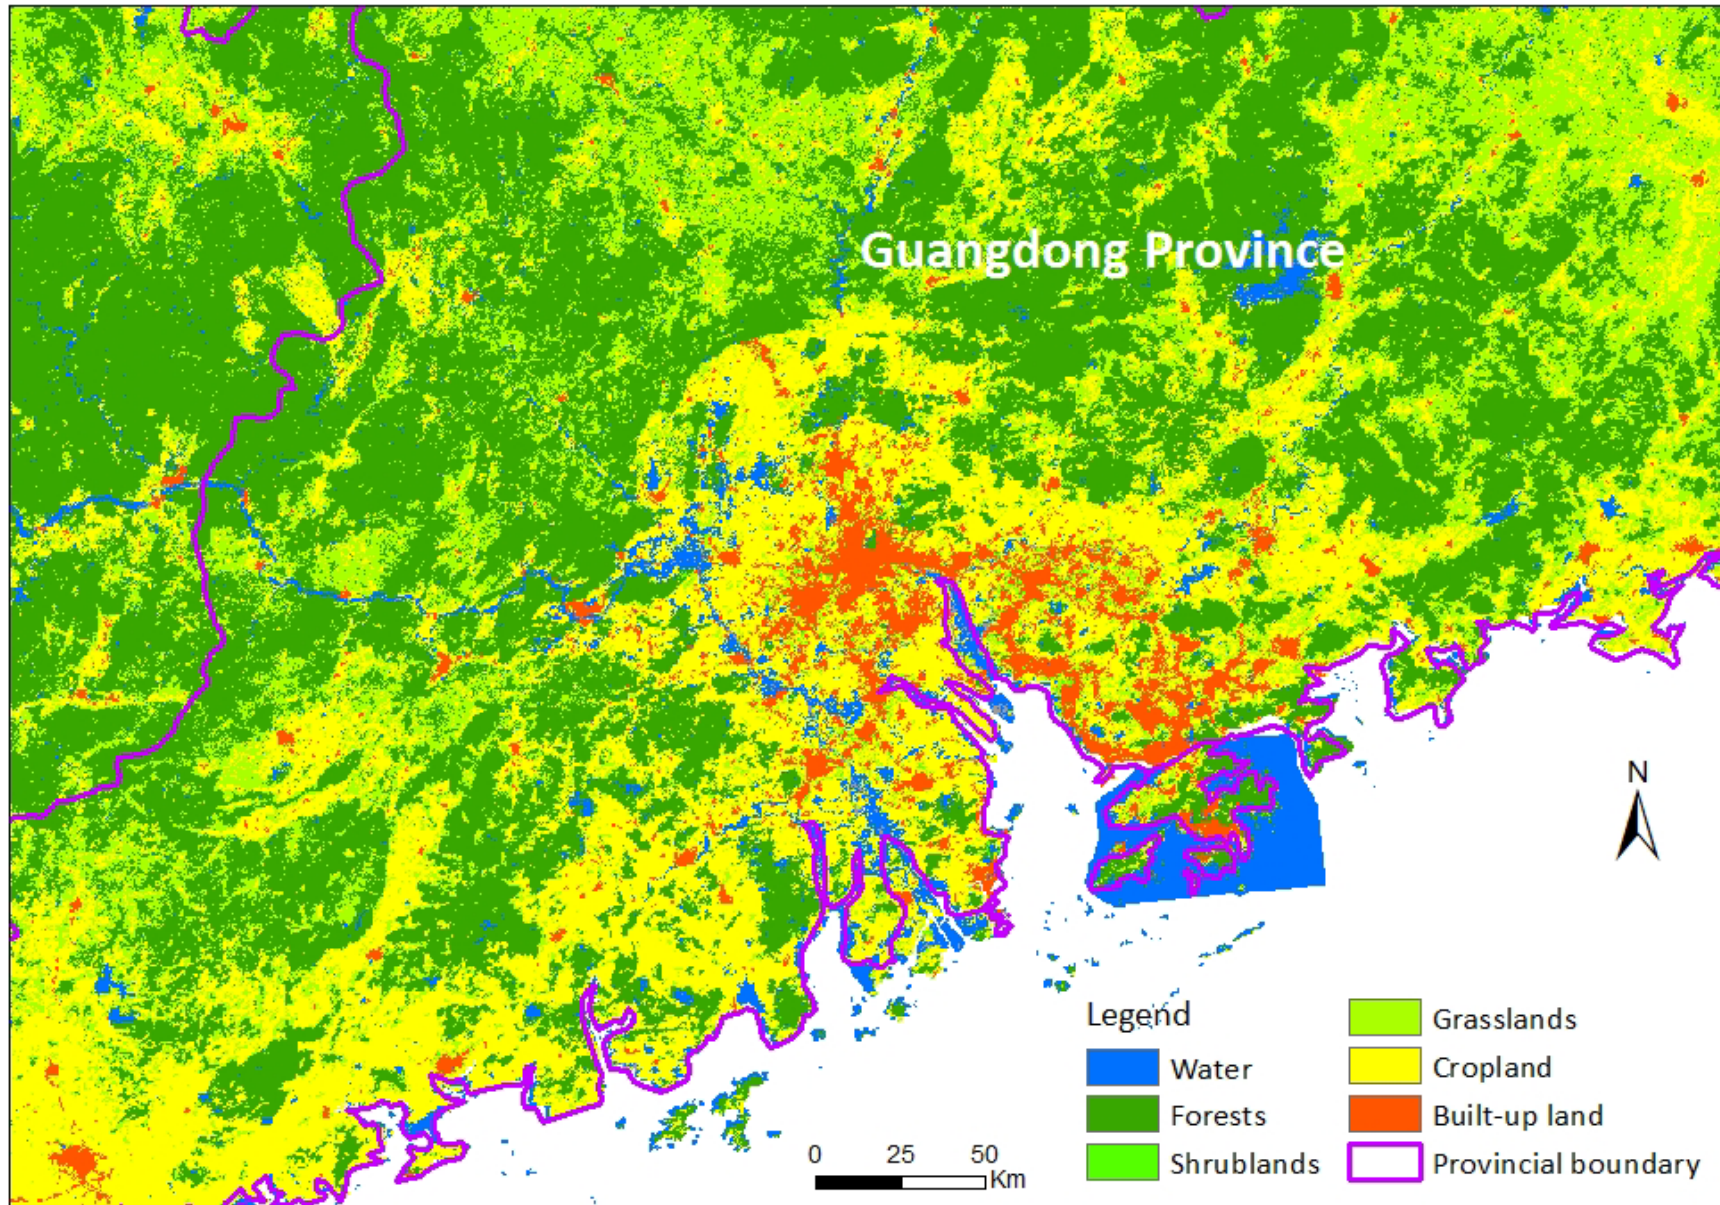 Guangdong Province
N
Legend
Water
Forests
Shrublands
Grasslands
Cropland
Built-up land
Provincial boundary
0 25 50
Km